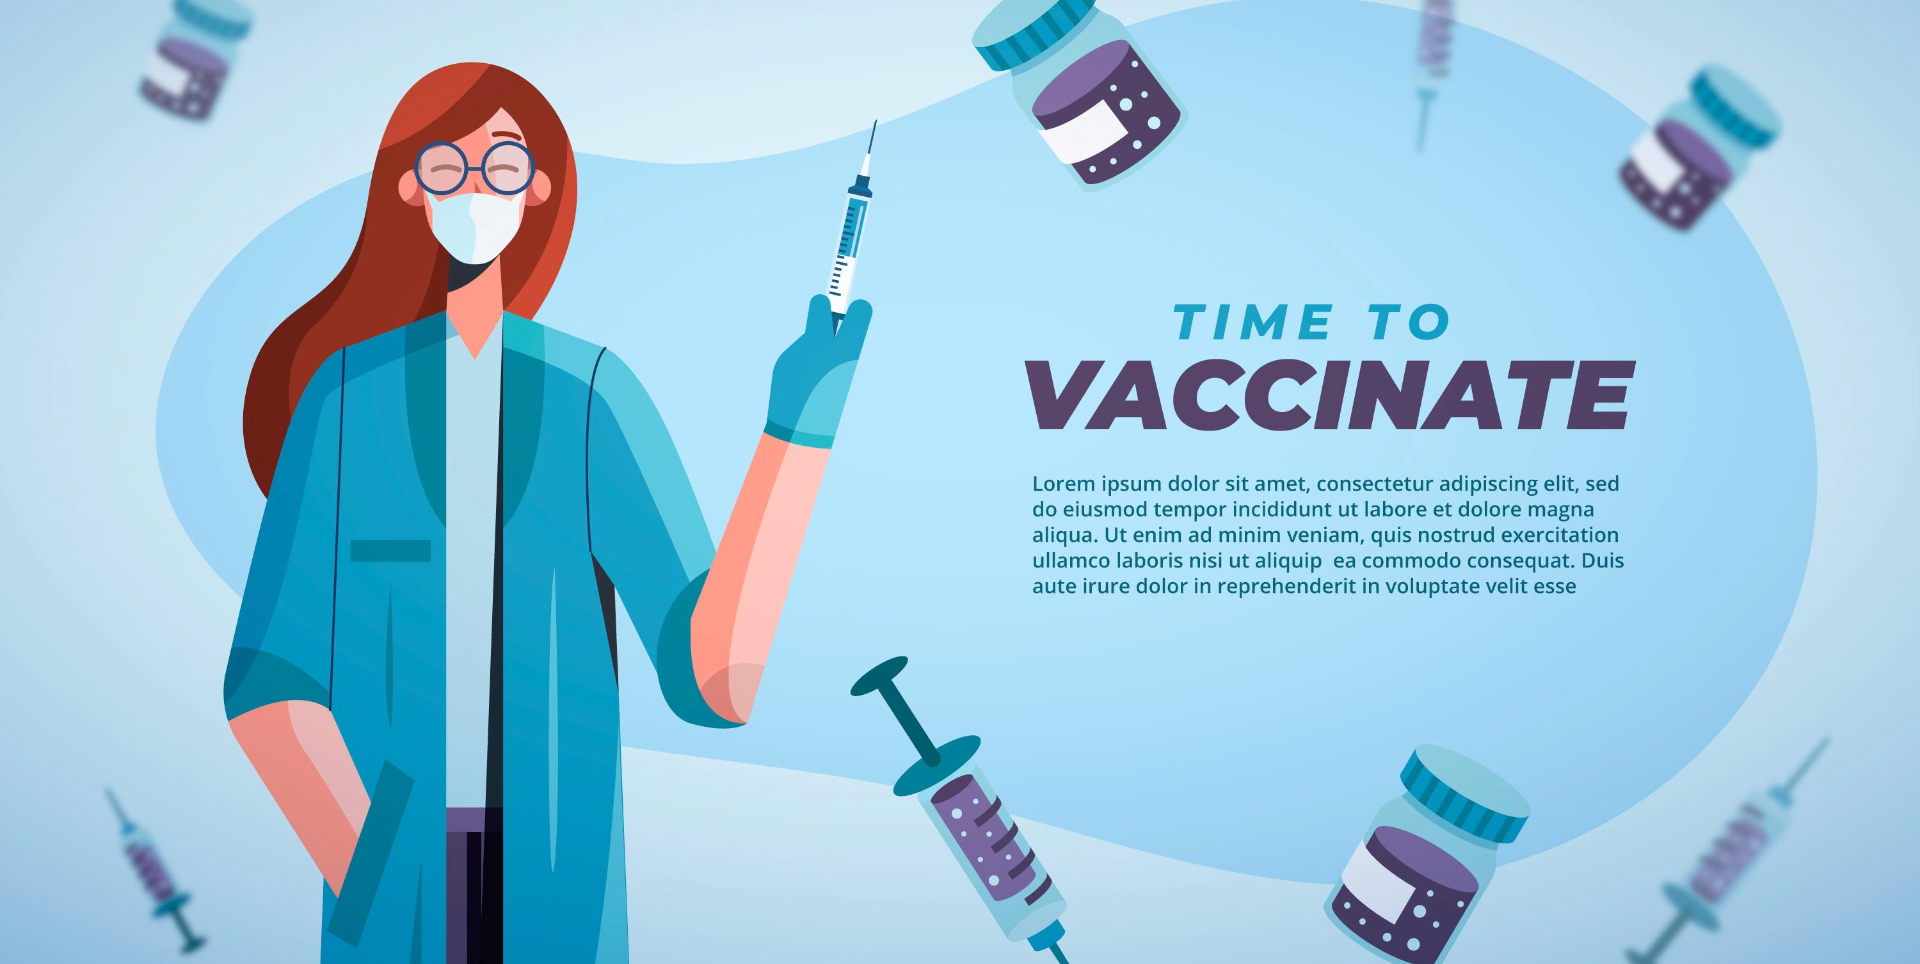 TIME TO
VACCINATE
Lorem ipsum dolor sit amet, consectetur adipiscing elit, sed
do eiusmod tempor incididunt ut labore et dolore magna
aliqua. Ut enim ad minim veniam, quis nostrud exercitation
ullamco laboris nisi ut aliquip  ea commodo consequat. Duis
aute irure dolor in reprehenderit in voluptate velit esse